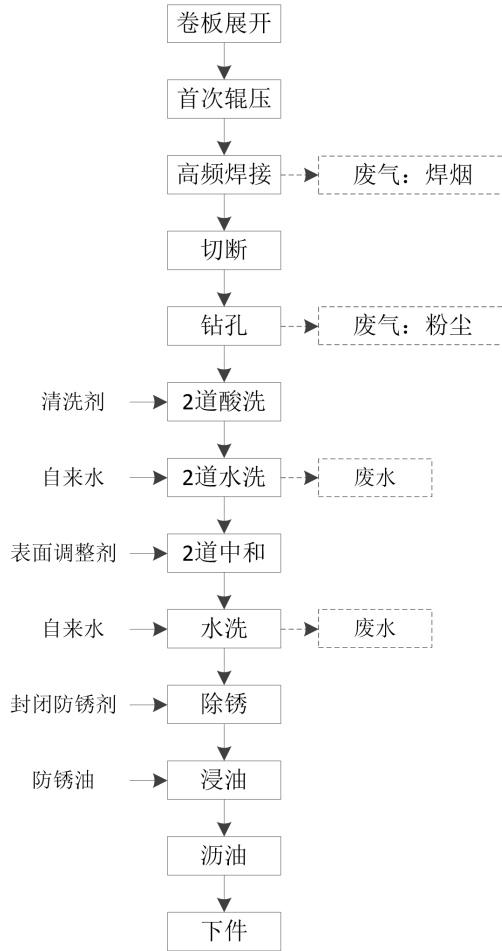 卷板展开
首次辊压
高频焊接
废气：焊烟
切断
钻孔
废气：粉尘
清洗剂
2道酸洗
自来水
2道水洗
废水
表面调整剂
2道中和
自来水
水洗
废水
封闭防锈剂
除锈
防锈油
浸油
沥油
下件